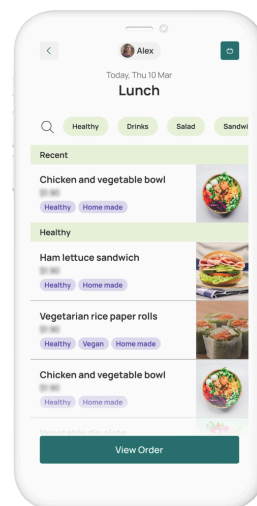 Alex
Today, Thu 10 Mar
Lunch
Healthy Drinks Salad Sandwi
Recent
Chicken and vegetable bowl
Healthy Home made
Healthy
Ham lettuce sandwich
Healthy Home made
Vegetarian rice paper rolls
Healthy Vegan Home made
Chicken and vegetable bowl
Healthy Home made
View Order